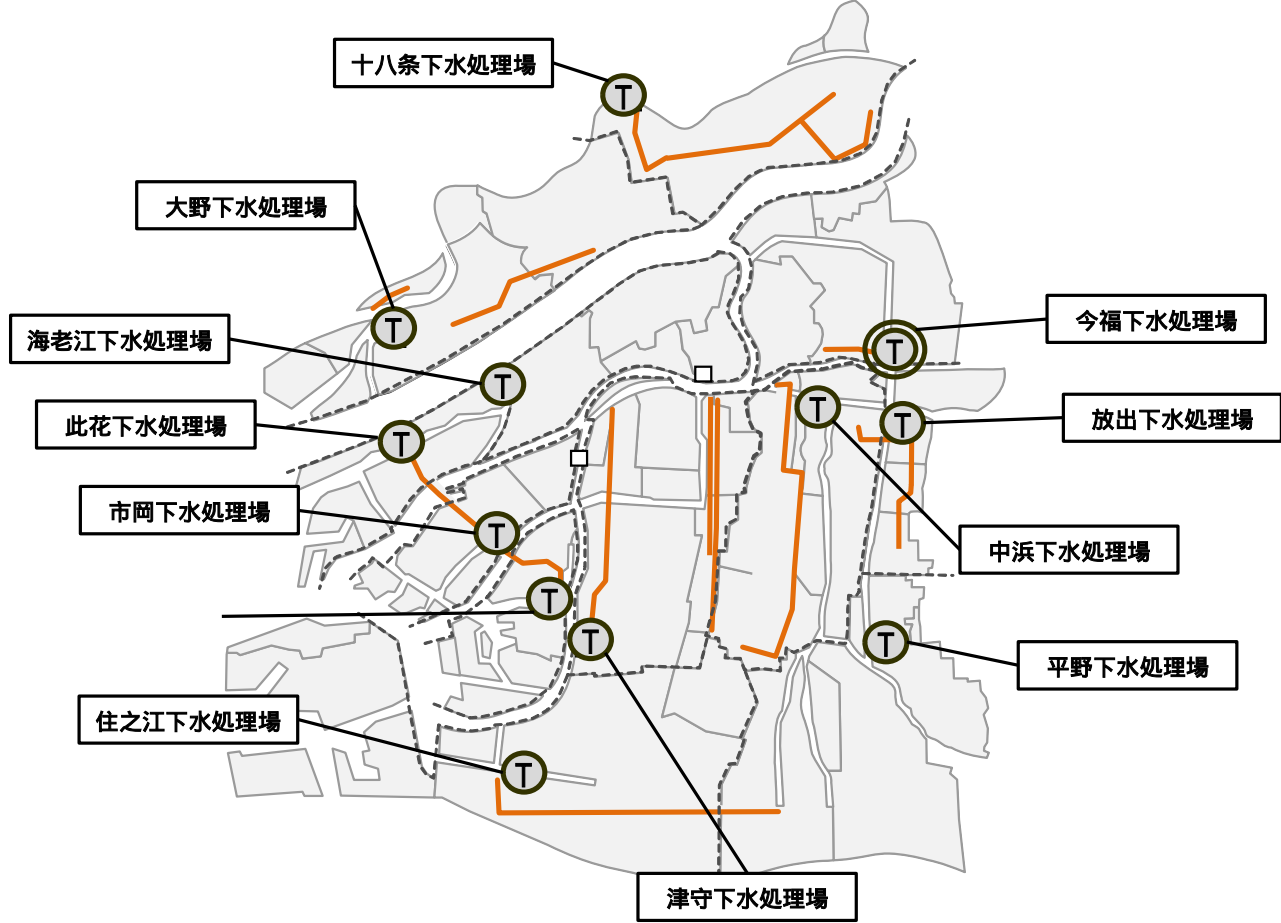 十八条下水処理場
T
大野下水処理場
T
海老江下水処理場
T
今福下水処理場
T
此花下水処理場
T
放出下水処理場
T
T
市岡下水処理場
T
中浜下水処理場
T
T
平野下水処理場
T
住之江下水処理場
T
津守下水処理場